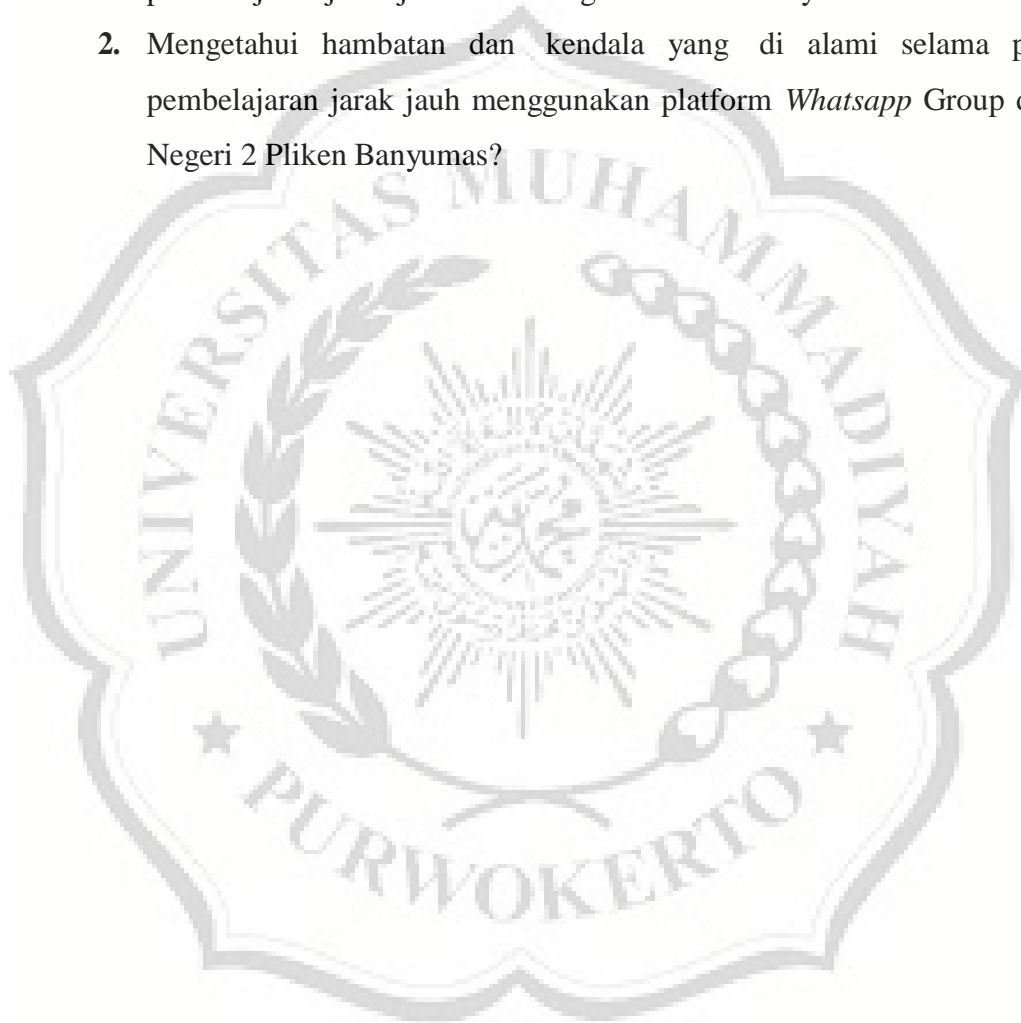 2. Mengetahui hambatan dan kendala yang di alami selama
pembelajaran jarak jauh menggunakan platform Whatsapp Group
Negeri 2 Pliken Banyumas?
UNIVERSITAS MUHAMMADIYAH
PURWOKERTO